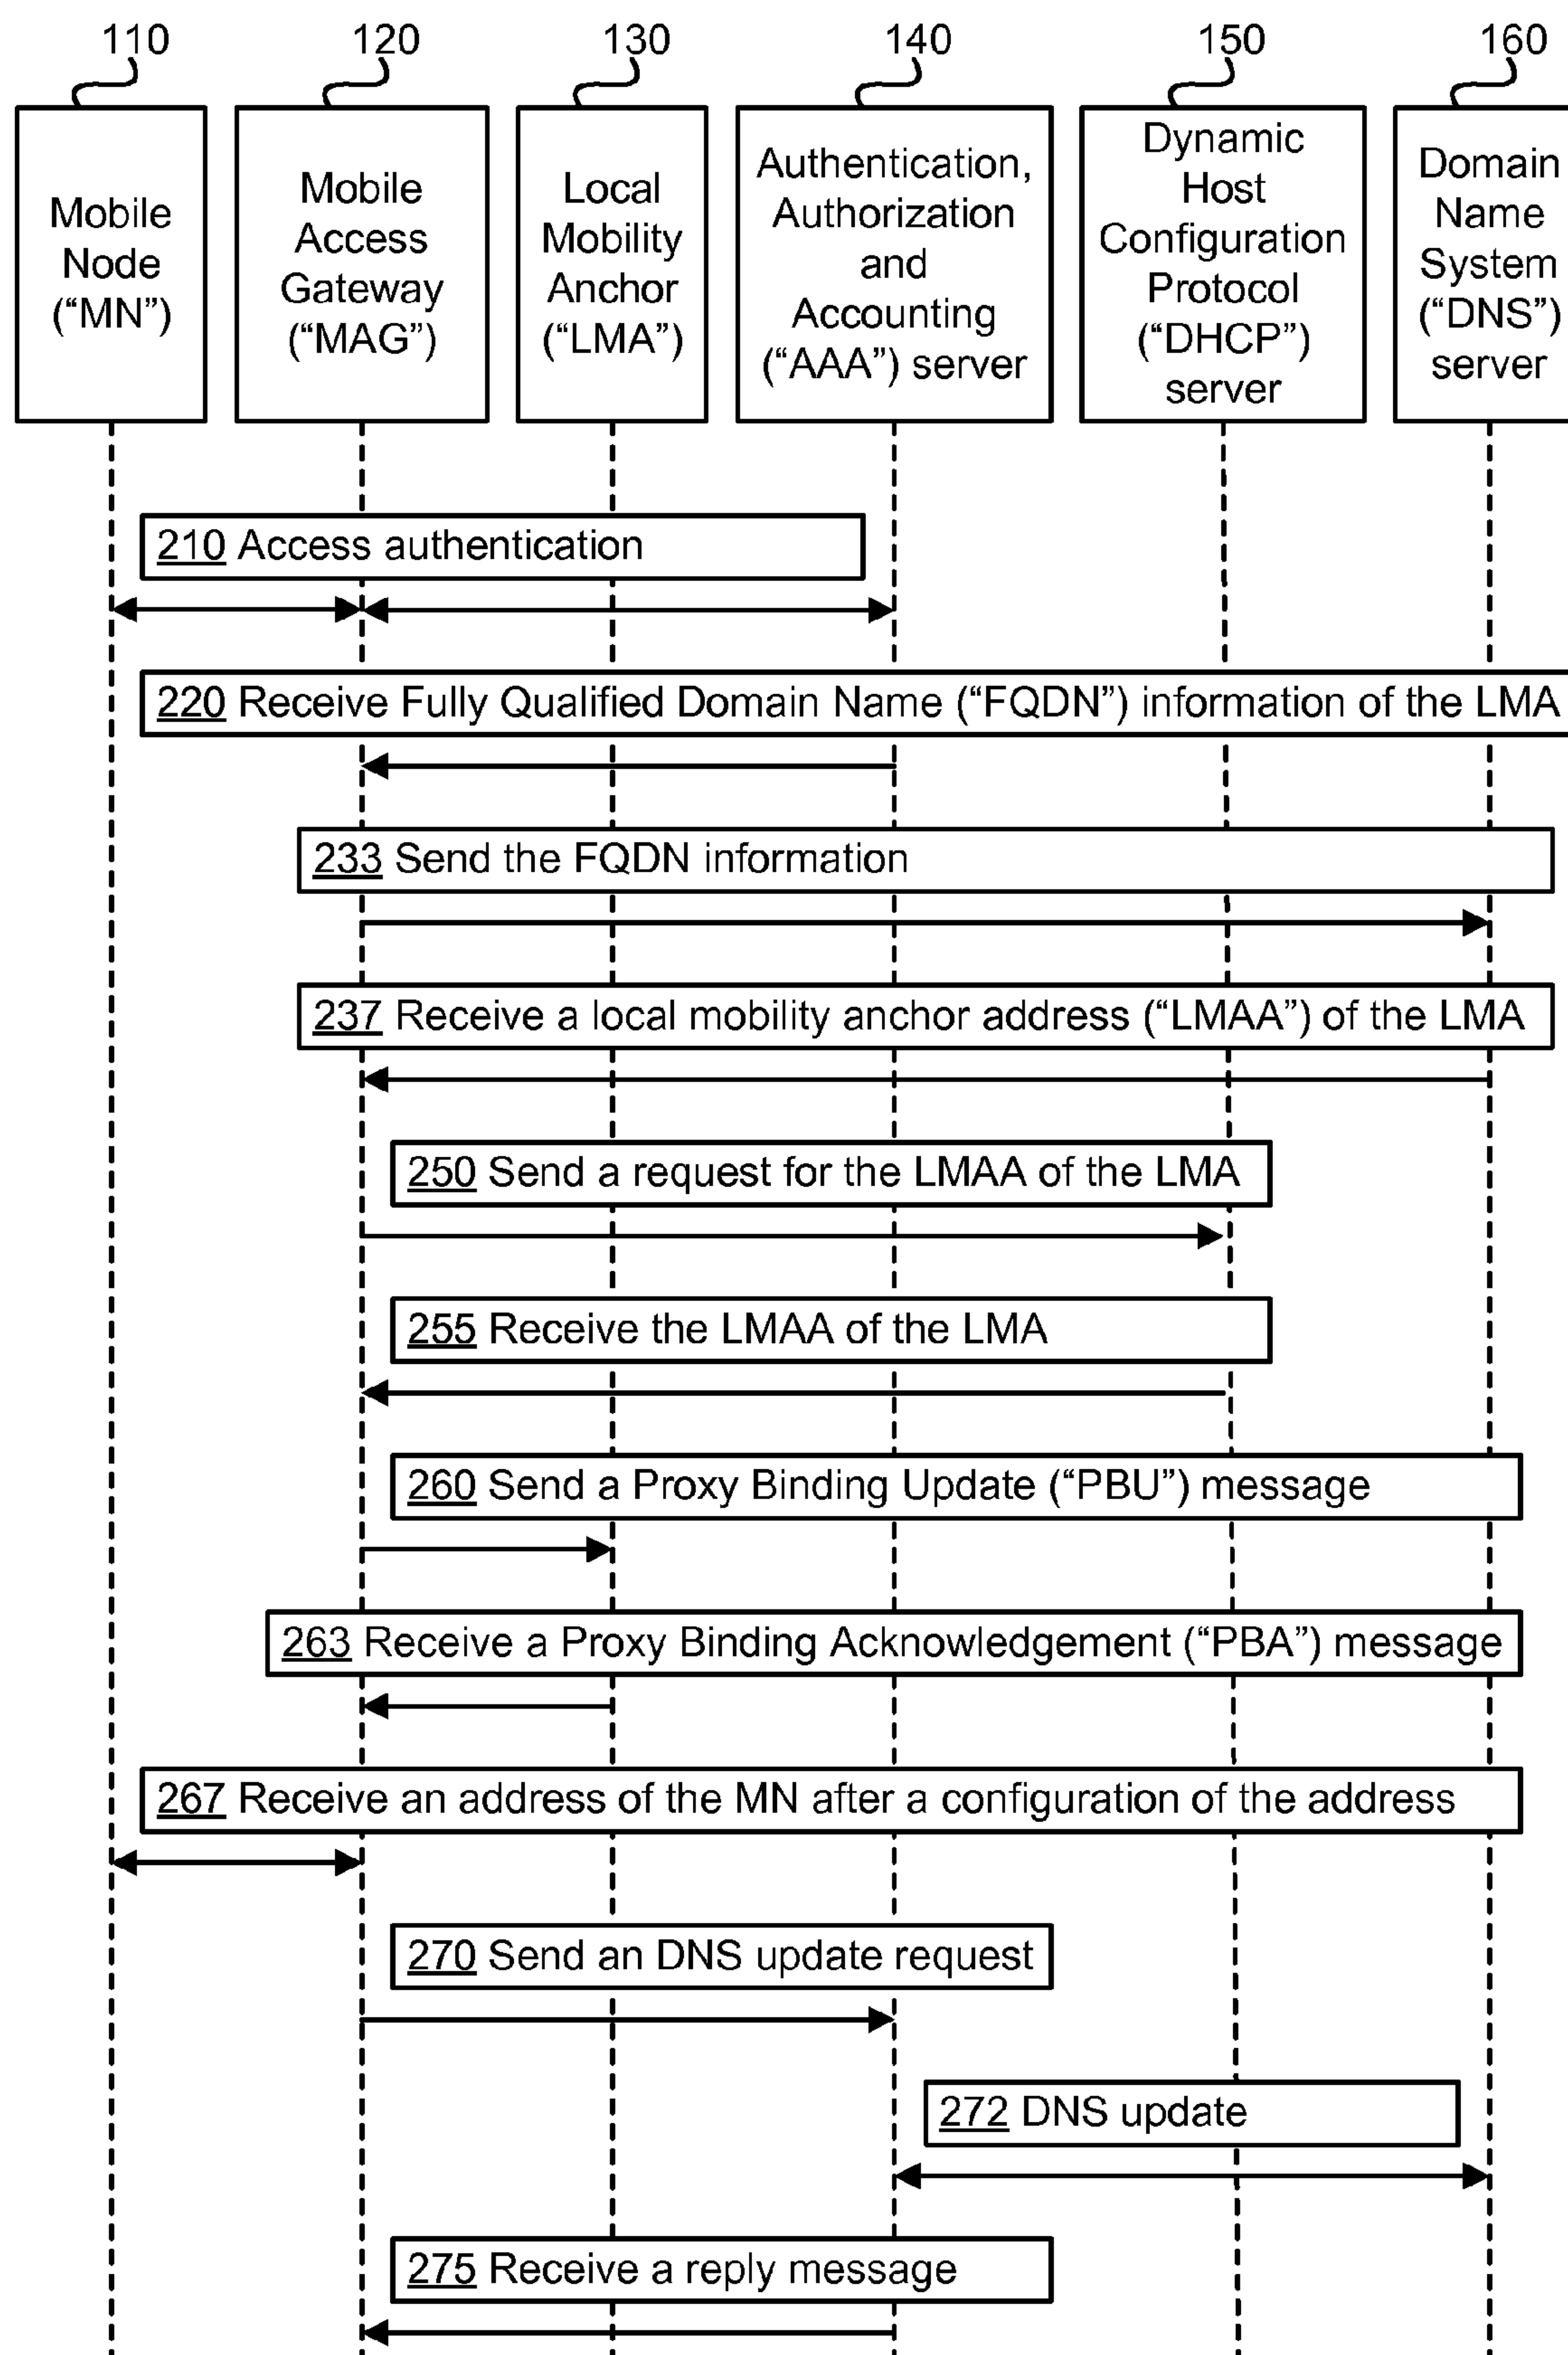 110
120
130
140
150
160
Mobile
Node
(“MN”)
Mobile
Access
Gateway
(“MAG”)
Local
Mobility
Anchor
(“LMA”)
Authentication,
Authorization
and
Accounting
(“AAA”) server
Dynamic
Host
Configuration
Protocol
(“DHCP”)
server
Domain
Name
System
(“DNS”)
server
210 Access authentication
220 Receive Fully Qualified Domain Name (“FQDN”) information of the LMA
233 Send the FQDN information
237 Receive a local mobility anchor address (“LMAA”) of the LMA
250 Send a request for the LMAA of the LMA
255 Receive the LMAA of the LMA
260 Send a Proxy Binding Update (“PBU”) message
263 Receive a Proxy Binding Acknowledgement (“PBA”) message
267 Receive an address of the MN after a configuration of the address
270 Send an DNS update request
272 DNS update
275 Receive a reply message